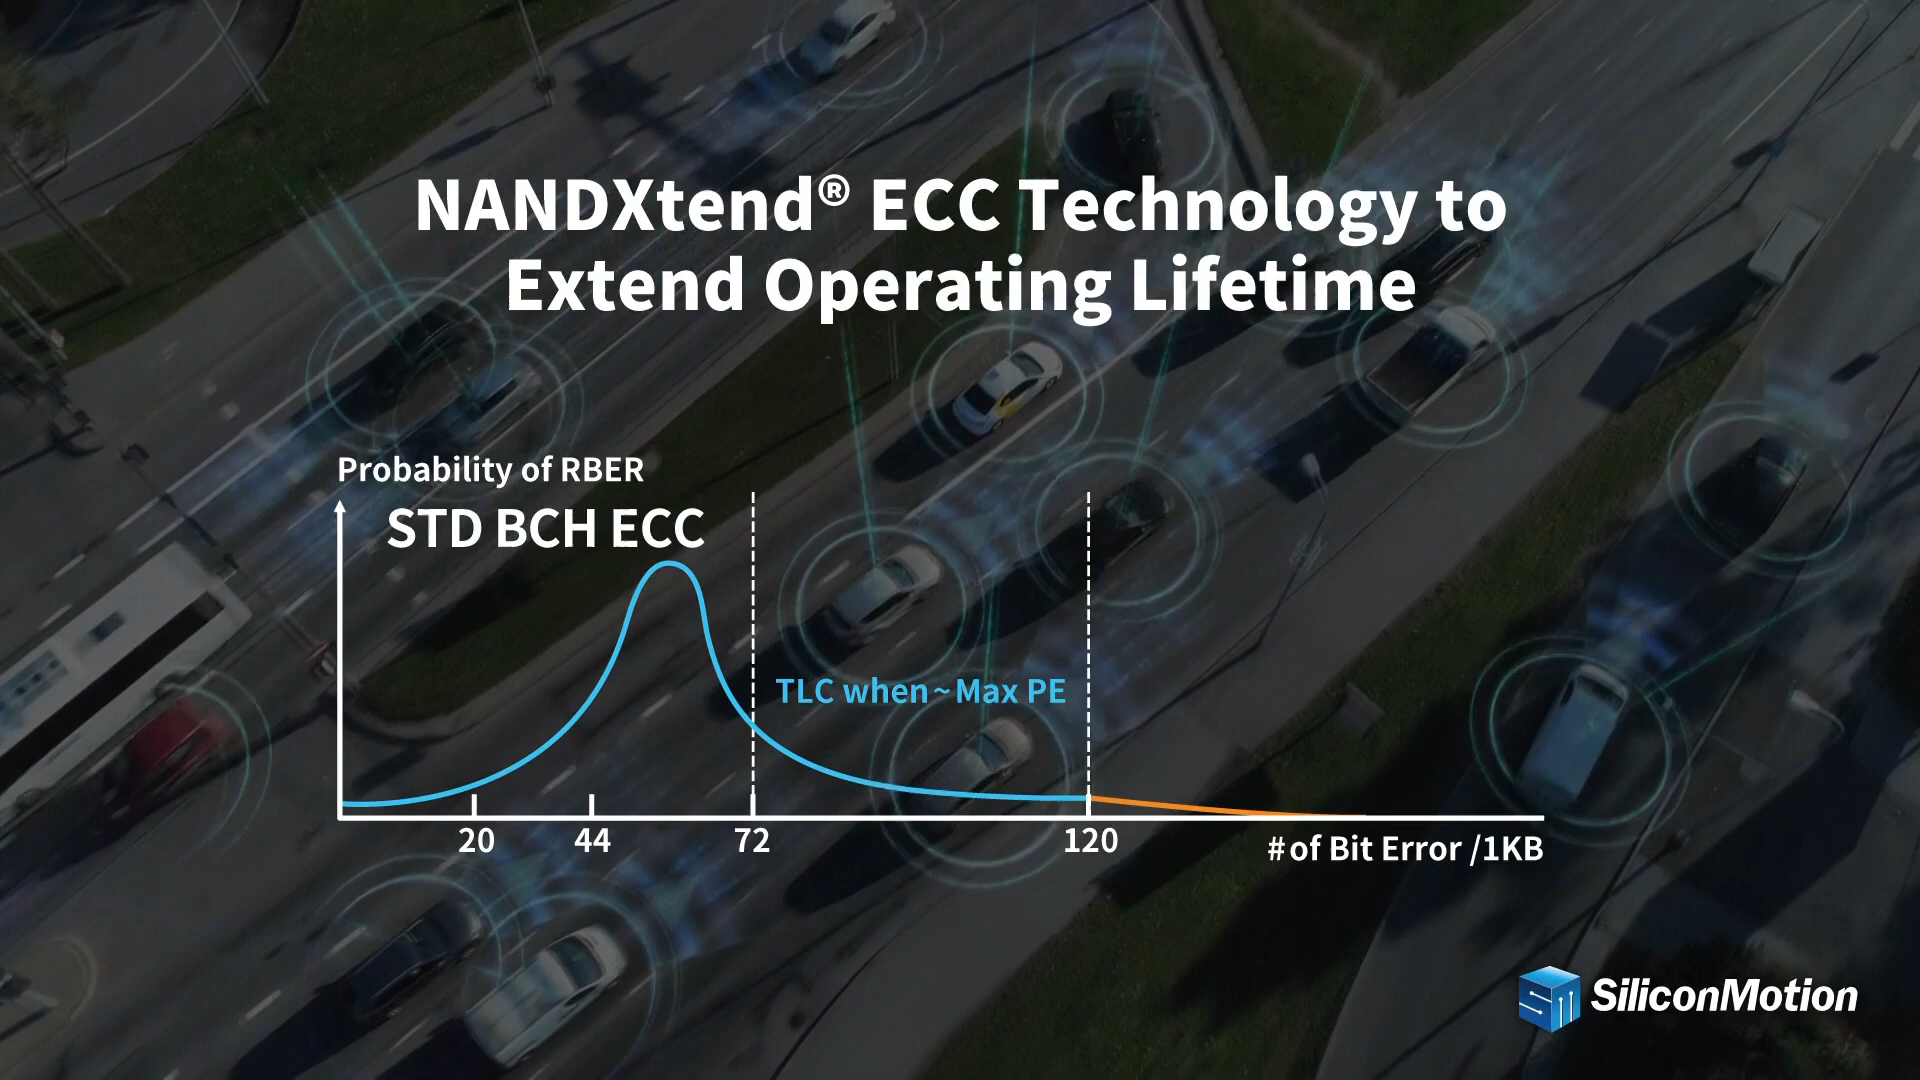 NANDXtend® ECC Technology to
Extend Operating Lifetime
Probability of RBER
STD BCH ECC
TLC when ~ Max PE
20 44 72 120
# of Bit Error /1KB
SiliconMotion